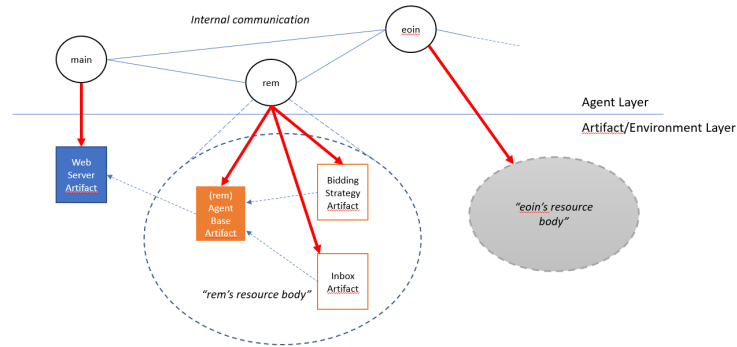 Internal communication
eoin
main
rem
Agent Layer
Artifact/Environment Layer
Web
Server
Artifact
(rem)
Agent
Base
Artifact
Bidding
Strategy
Artifact
"eoin's resource
body"
Inbox
Artifact
"rem's resource body"